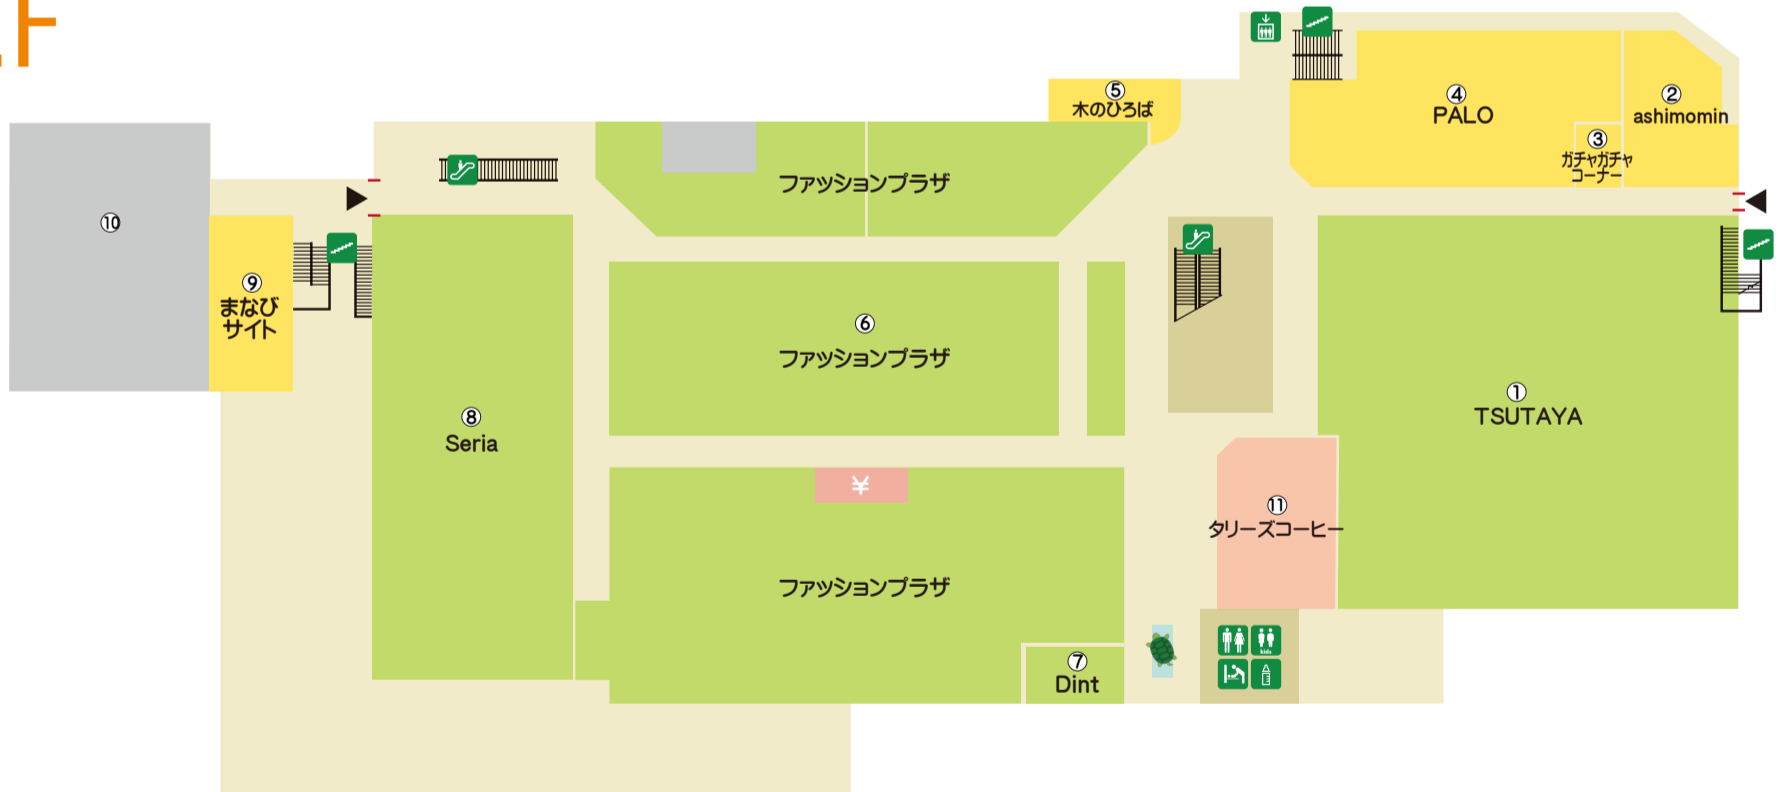 F
⑤
木のひろば
④
PALO
②
ashimomin
③
ガチャガチャ
コーナー
ファッションプラザ
⑩
⑨
まなび
サイト
⑥
ファッションプラザ
①
TSUTAYA
⑧
Seria
¥
⑪
タリーズコーヒー
ファッションプラザ
⑦
Dint
kids